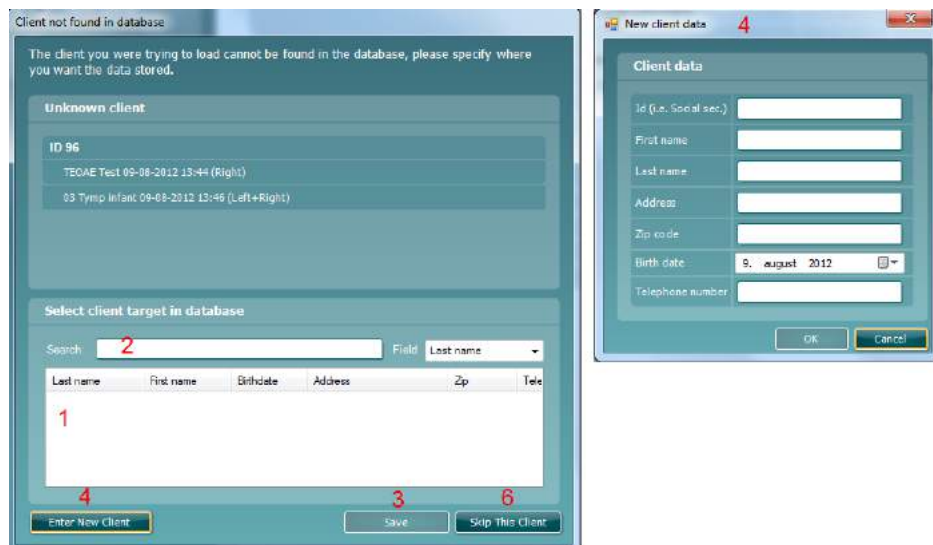 Client not found in database
The client you were trying to load cannot be found in the database, please specify where
you want the data stored.
Unknown client
ID 96
TEOAE Test 09-08-2012 13:44 (Right)
03 Tymp infant 09-08-2012 13:46 (Left+Right)
Select client target in database
Search 2 Field Last name
Last name First name Birthdate Address Zip Tele
1
4 3 6
Enter New Client Save Skip This Client
New client data 4
Client data
Id (i.e. Social sec.)
First name
Last name
Address
Zip code
Birth date 9. august 2012
Telephone number
OK Cancel